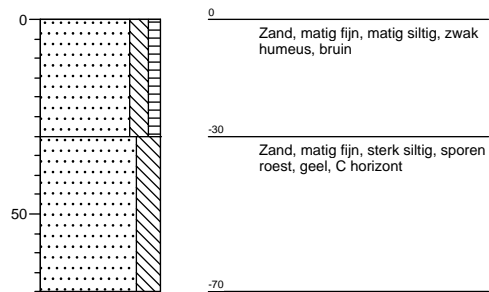 0
0
Zand, matig fijn, matig siltig, zwak
humeus, bruin
-30
Zand, matig fijn, sterk siltig, sporen
roest, geel, C horizont
50
-70